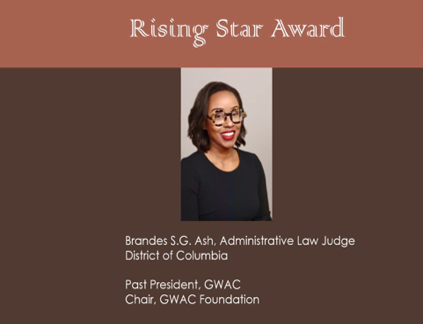 Rising Star Award
Brandes S.G. Ash, Administrative Law Judge
District of Columbia
Past President, GWAC
Chair, GWAC Foundation